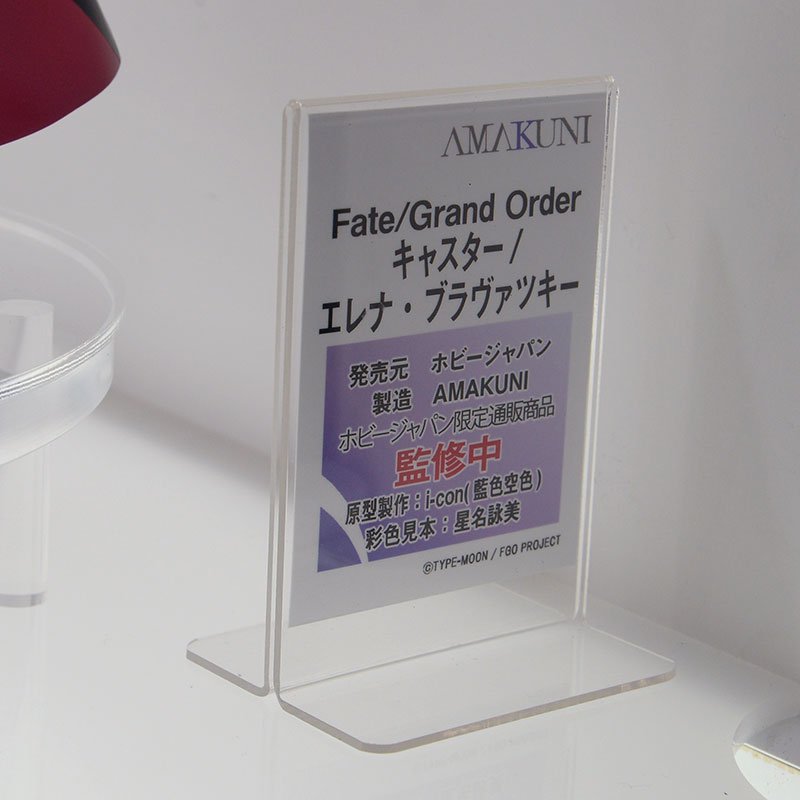 AMAKUNI
Fate/Grand Order
キャスター/
エレナ・ブラヴァツキー
発売元 ホビージャパン
製造 AMAKUNI
ホビージャパン限定通販商品
監修中
原型製作：i-con(藍色空色)
彩色見本：星名詠美
©TYPE-MOON / FGO PROJECT